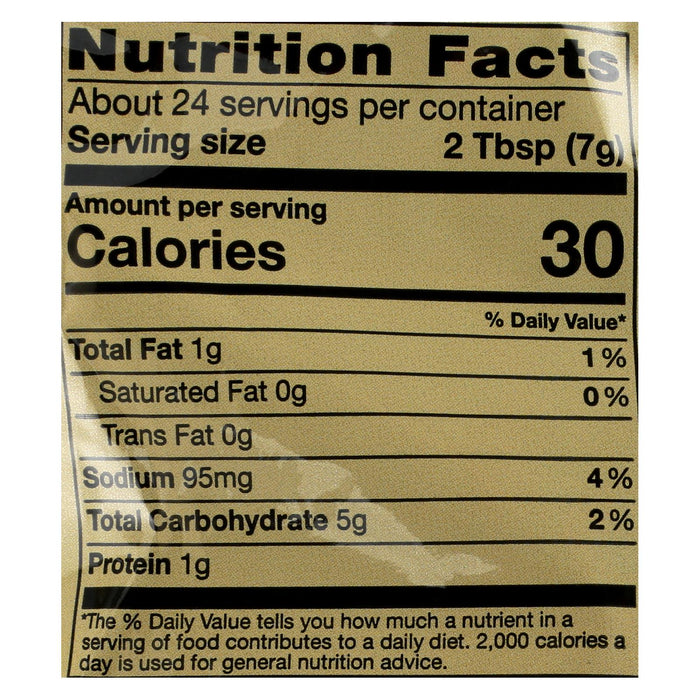 Nutrition Facts
About 24 servings per container
Serving size 2 Tbsp (7g)
Amount per serving
Calories 30
% Daily Value*
Total Fat 1g 1%
Saturated Fat 0g 0%
Trans Fat 0g
Sodium 95mg 4%
Total Carbohydrate 5g 2%
Protein 1g
*The % Daily Value tells you how much a nutrient in a
serving of food contributes to a daily diet. 2,000 calories a
day is used for general nutrition advice.